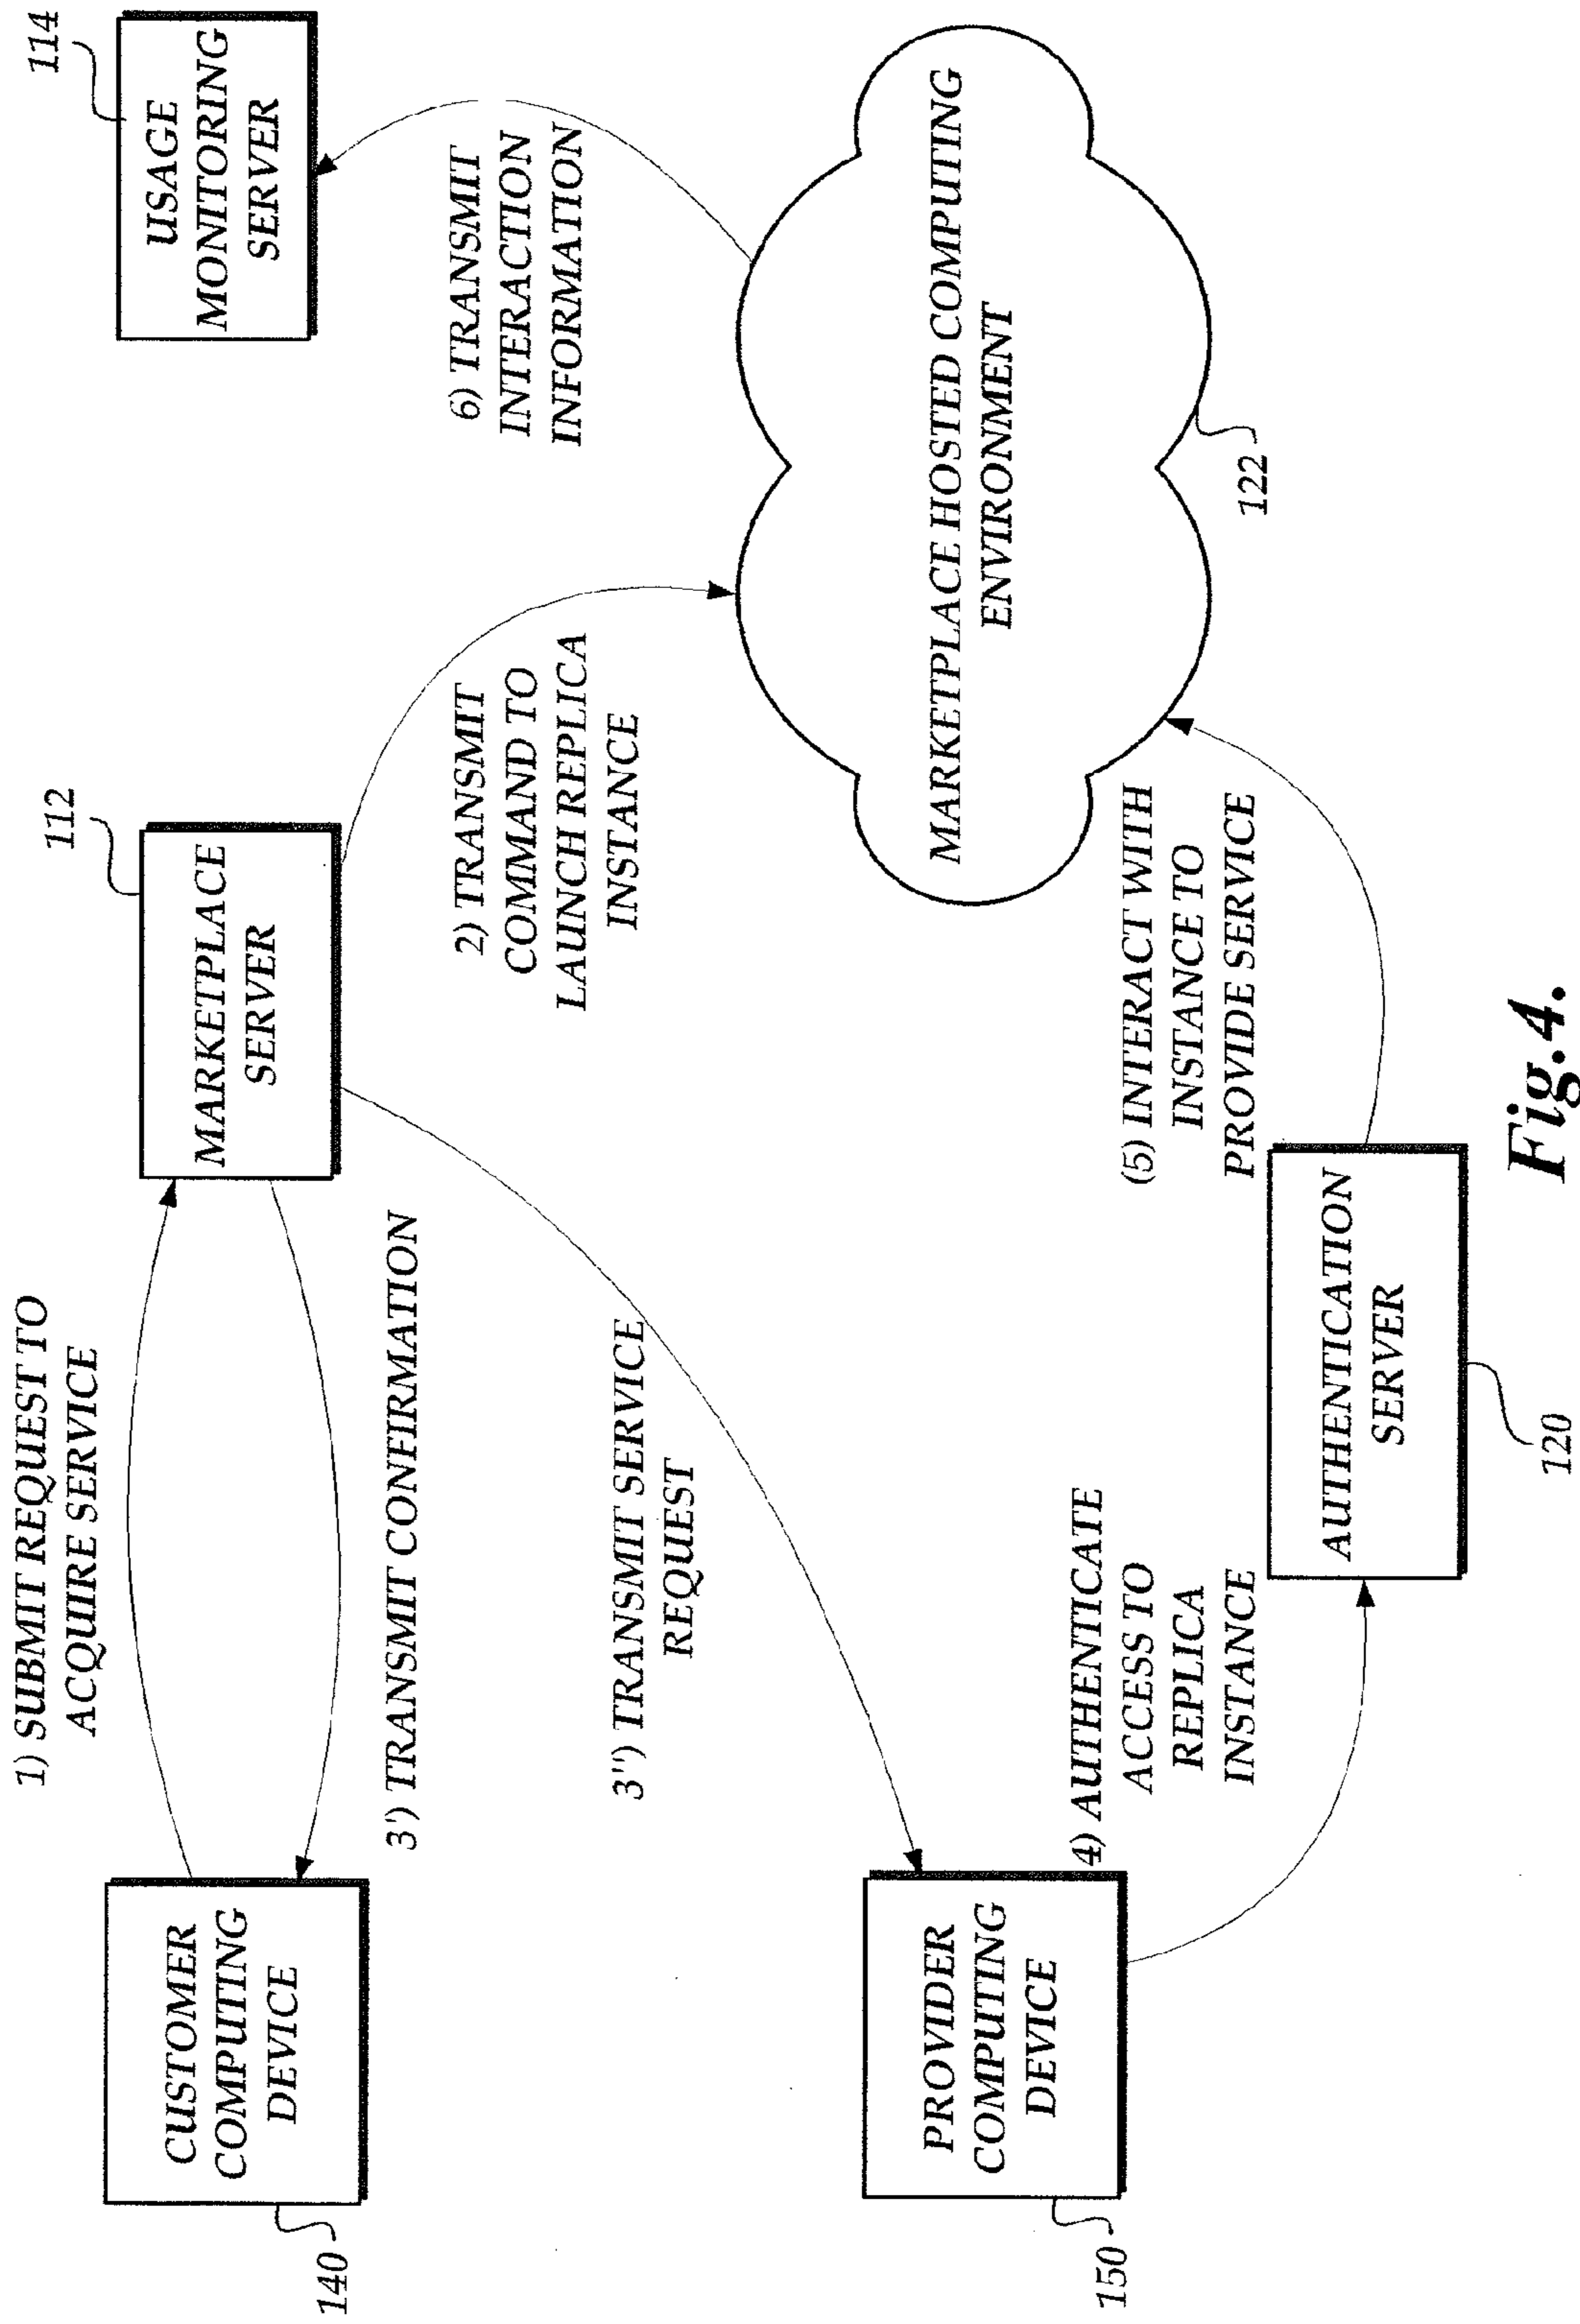 1) SUBMIT REQUEST TO
ACQUIRE SERVICE
112
114
CUSTOMER
COMPUTING
DEVICE
140
MARKETPLACE
SERVER
USAGE
MONITORING
SERVER
3') TRANSMIT CONFIRMATION
2) TRANSMIT
COMMAND TO
LAUNCH REPLICA
INSTANCE
6) TRANSMIT
INTERACTION
INFORMATION
3") TRANSMIT SERVICE
REQUEST
MARKETPLACE HOSTED COMPUTING
ENVIRONMENT
122
PROVIDER
COMPUTING
DEVICE
150
4) AUTHENTICATE
ACCESS TO
REPLICA
INSTANCE
(5) INTERACT WITH
INSTANCE TO
PROVIDE SERVICE
AUTHENTICATION
SERVER
120
Fig.4.